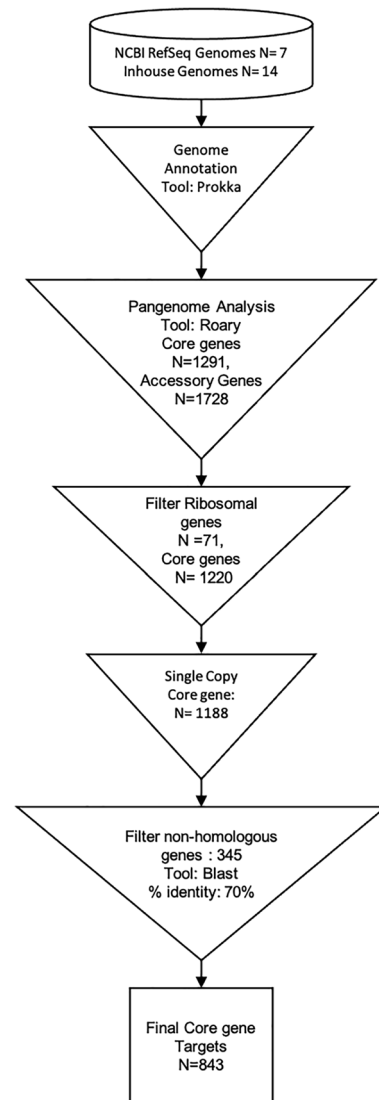 NCBI RefSeq Genomes N= 7
Inhouse Genomes N= 14
Genome
Annotation
Tool: Prokka
Pangenome Analysis
Tool: Roary
Core genes
N=1291,
Accessory Genes
N=1728
Filter Ribosomal
genes
N =71,
Core genes
N= 1220
Single Copy
Core gene:
N= 1188
Filter non-homologous
genes : 345
Tool: Blast
% identity: 70%
Final Core gene
Targets
N=843